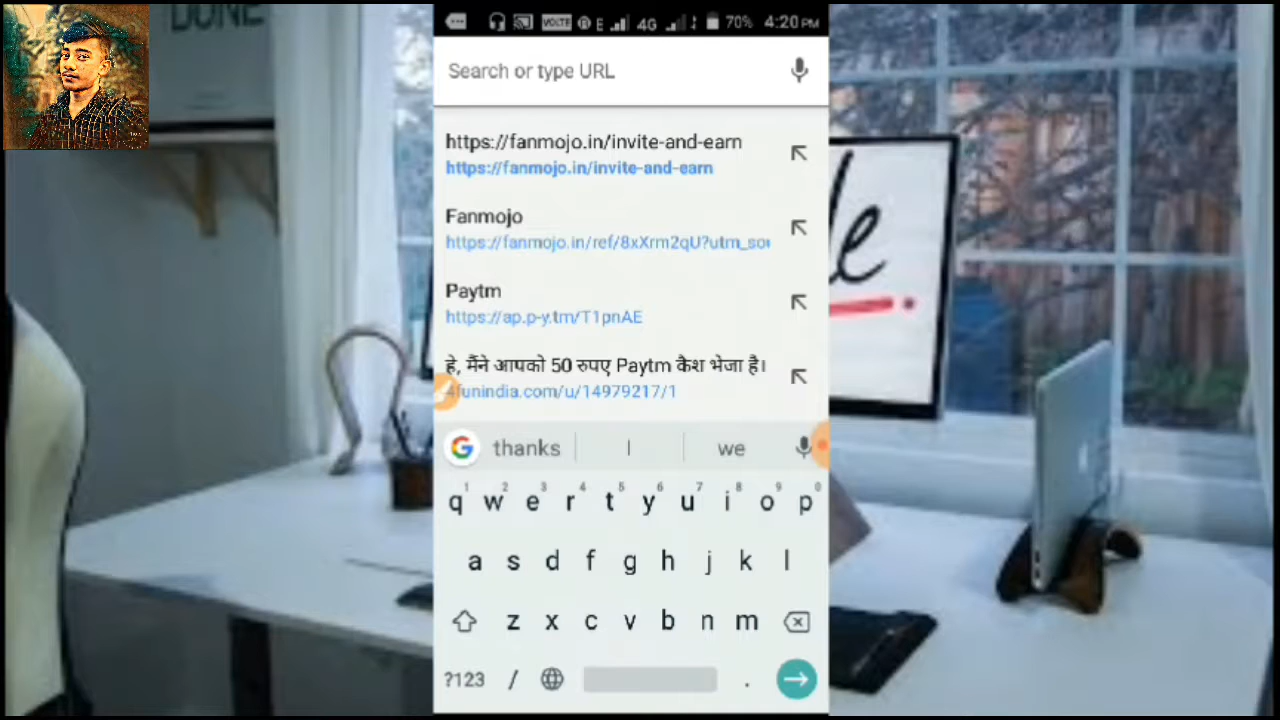 DONE
VOLTE R E 4G 70% 4:20 PM
Search or type URL
https://fanmojo.in/invite-and-earn
https://fanmojo.in/invite-and-earn
Fanmojo
https://fanmojo.in/ref/8xXrm2qU?utm_sou
Paytm
https://ap.p-y.tm/T1pnAE
हे, मैंने आपको 50 रुपए Paytm कैश भेजा है।
4funindia.com/u/14979217/1
G thanks I we
1 2 3 4 5 6 7 8 9 0
q w e r t y u i o p
a s d f g h j k l
z x c v b n m
?123 / .